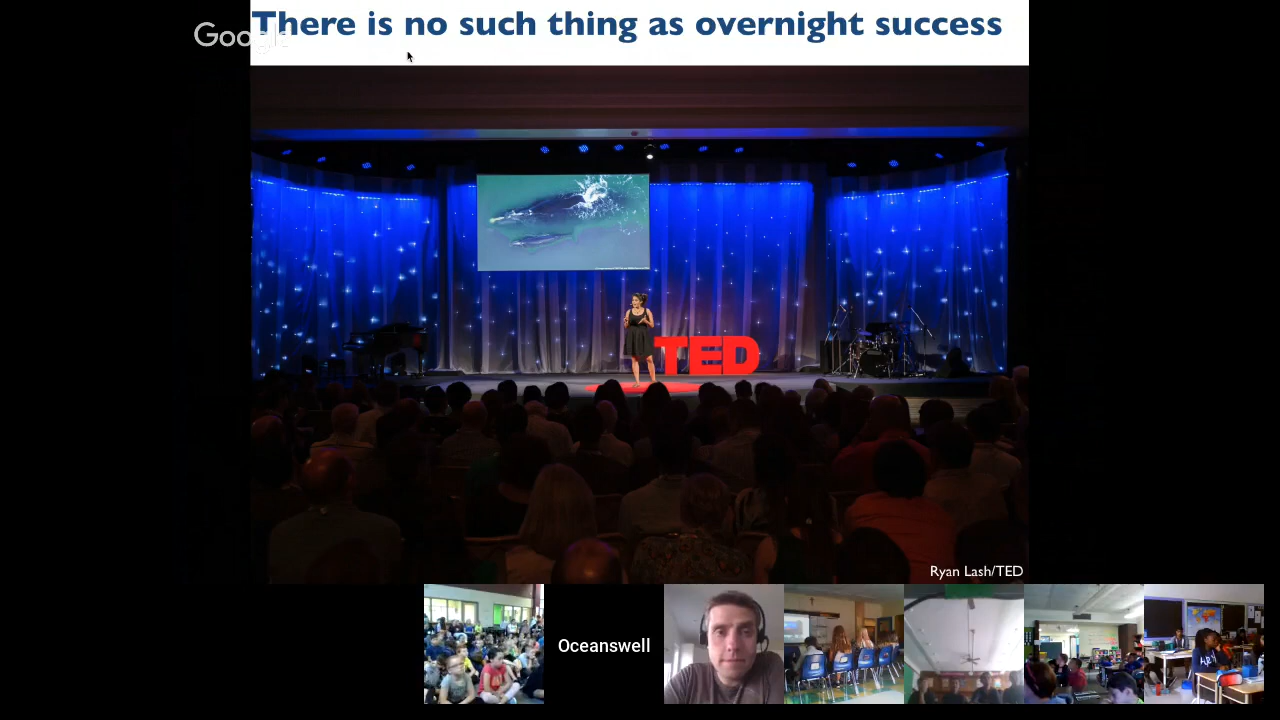 There is no such thing as overnight success
Google
TED
Ryan Lash/TED
Oceanswell